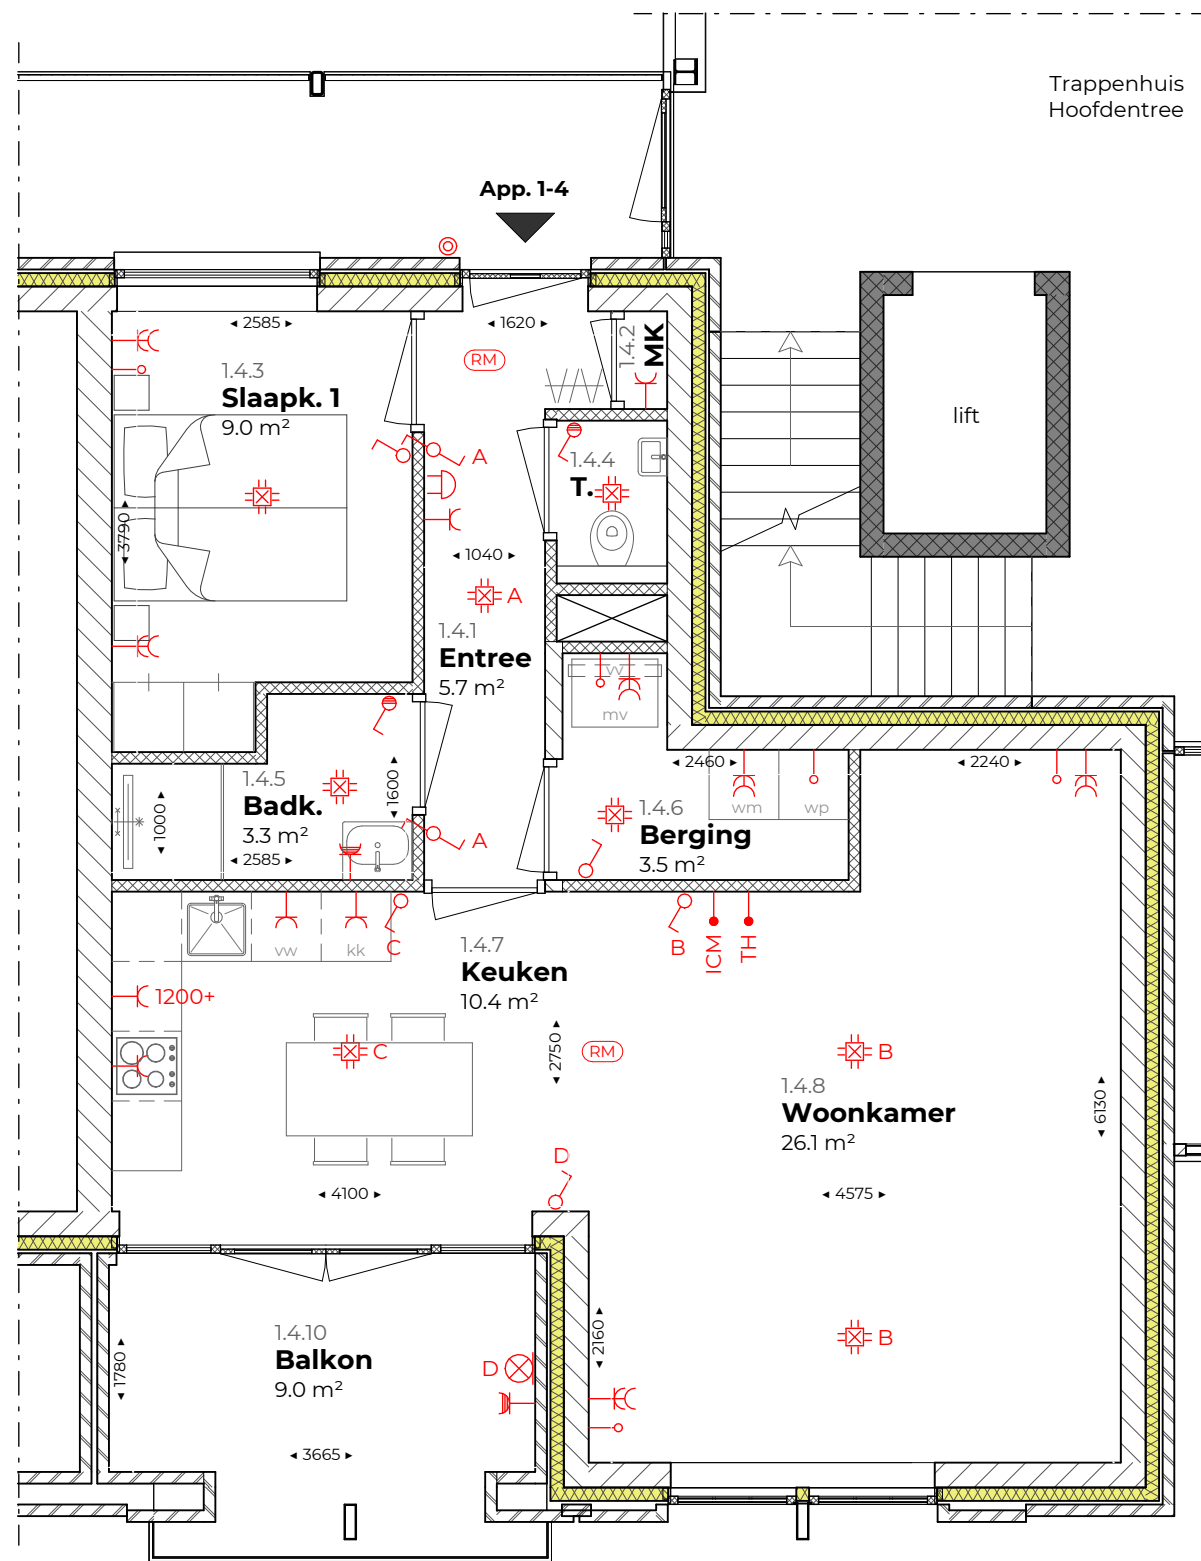 Trappenhuis
Hoofdentree
App. 1-4
2585
1620
1.4.2
MK
RM
1.4.3
Slaapk. 1
9.0 m²
lift
A
1.4.4
T.
3790
1040
A
1.4.1
Entree
5.7 m²
vv
mv
2460
2240
1.4.5
Badk.
3.3 m²
1600
1000
2585
A
wm
wp
1.4.6
Berging
3.5 m²
vw
kk
C
1.4.7
Keuken
10.4 m²
B
ICM
TH
1200+
C
2750
RM
B
1.4.8
Woonkamer
26.1 m²
6130
D
4100
4575
1.4.10
Balkon
9.0 m²
1780
D
2160
B
3665